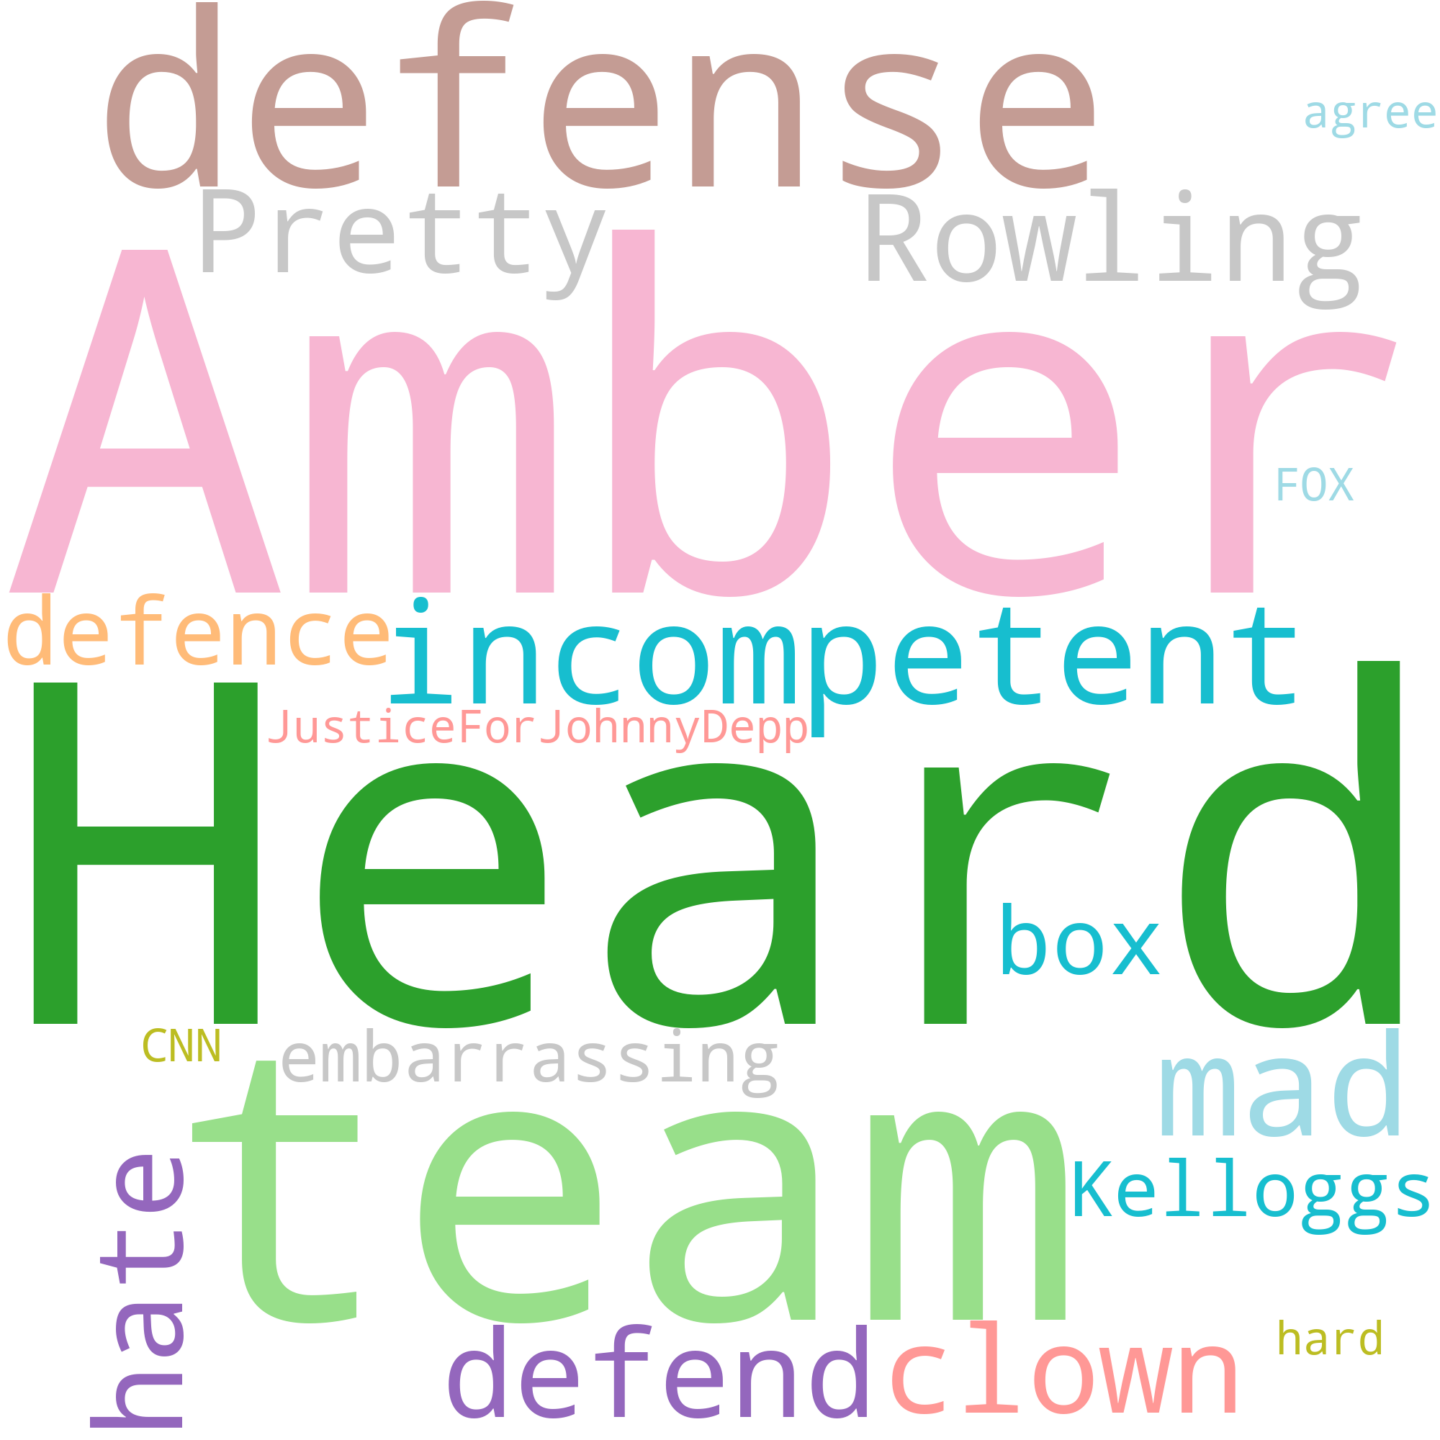 defense
agree
Pretty
Rowling
Amber
FOX
defence
incompetent
JusticeForJohnnyDepp
Heard
box
CNN
embarrassing
mad
team
Kelloggs
hate
defend
clown
hard